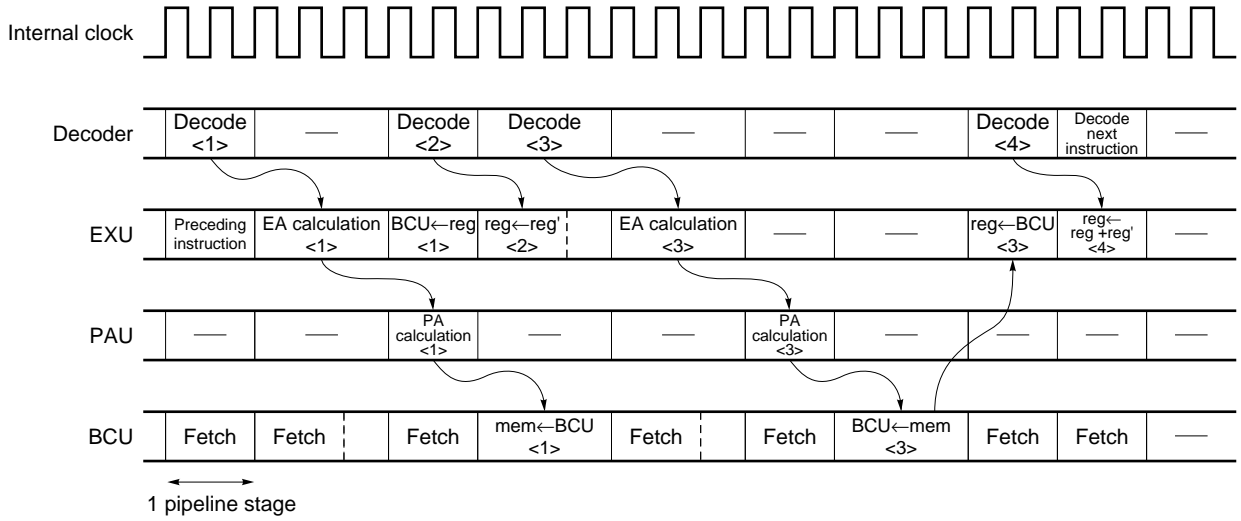 Internal clock
Decoder
Decode
<1>
—
Decode
<2>
Decode
<3>
—
—
—
Decode
<4>
Decode
next
instruction
—
EXU
Preceding
instruction
EA calculation
<1>
BCU←reg
<1>
reg←reg'
<2>
EA calculation
<3>
—
—
reg←BCU
<3>
reg←
reg +reg'
<4>
—
PAU
—
—
PA
calculation
<1>
—
—
PA
calculation
<3>
—
—
—
—
BCU
Fetch
Fetch
Fetch
mem←BCU
<1>
Fetch
Fetch
BCU←mem
<3>
Fetch
Fetch
—
1 pipeline stage